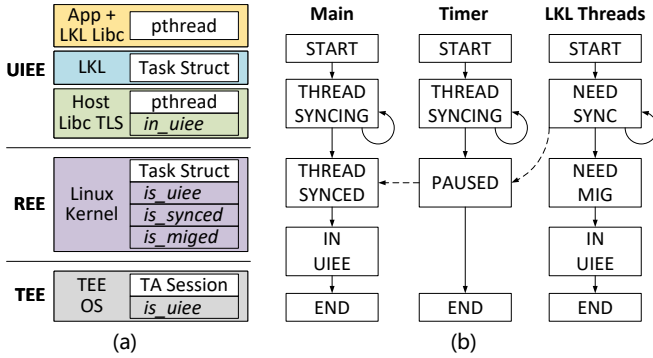 App +
LKL Libc
pthread
UIEE
LKL
Task Struct
Host
Libc TLS
pthread
in_uiee
REE
Linux
Kernel
Task Struct
is_uiee
is_synced
is_miged
TEE
TEE
OS
TA Session
is_uiee
(a)
Main
START
THREAD
SYNCING
THREAD
SYNCED
IN
UIEE
END
Timer
START
THREAD
SYNCING
PAUSED
END
LKL Threads
START
NEED
SYNC
NEED
MIG
IN
UIEE
END
(b)